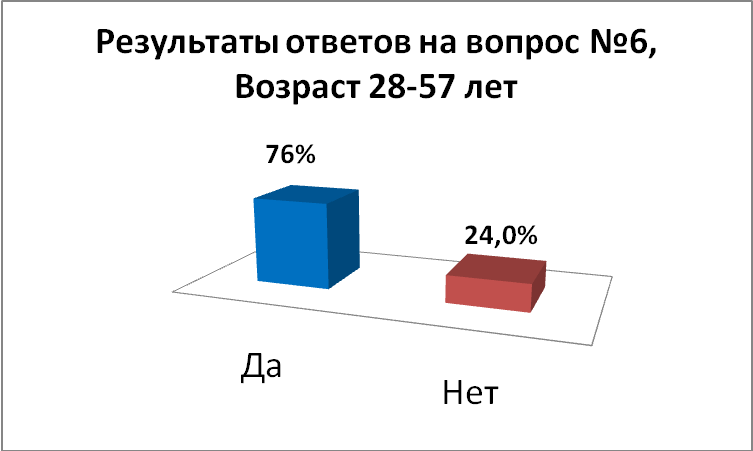 Результаты ответов на вопрос №6,
Возраст 28-57 лет
76%
24,0%
Да
Нет